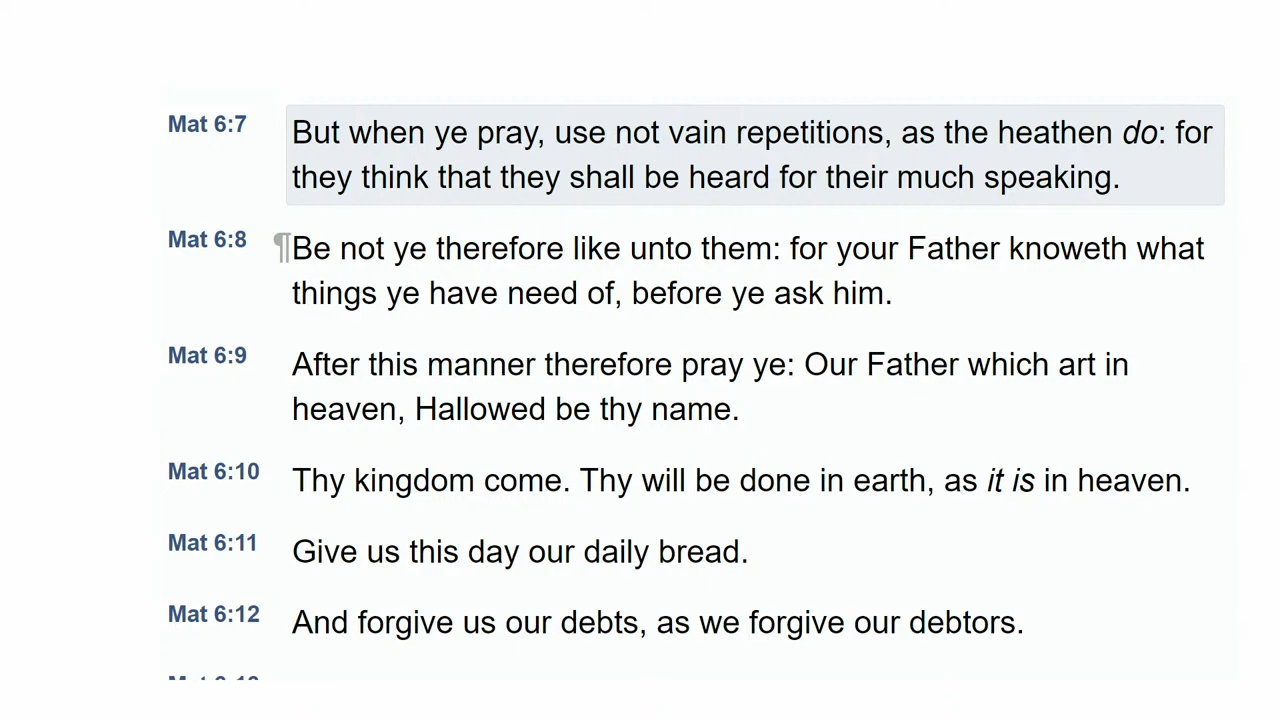 Mat 6:7 But when ye pray, use not vain repetitions, as the heathen do: for
they think that they shall be heard for their much speaking.
Mat 6:8 ¶Be not ye therefore like unto them: for your Father knoweth what
things ye have need of, before ye ask him.
Mat 6:9 After this manner therefore pray ye: Our Father which art in
heaven, Hallowed be thy name.
Mat 6:10 Thy kingdom come. Thy will be done in earth, as it is in heaven.
Mat 6:11 Give us this day our daily bread.
Mat 6:12 And forgive us our debts, as we forgive our debtors.